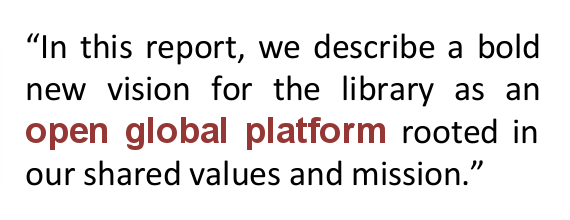 “In this report, we describe a bold
new vision for the library as an
open global platform rooted in
our shared values and mission.”